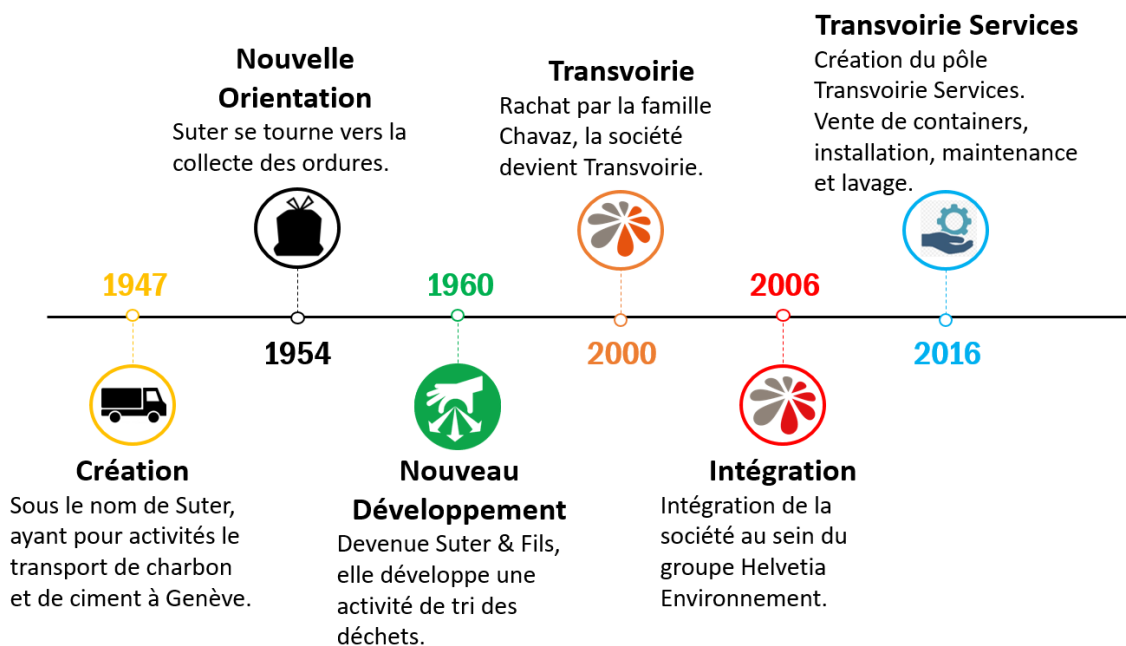 1947
Création
Sous le nom de Suter,
ayant pour activités le
transport de charbon
et de ciment à Genève.
Nouvelle
Orientation
Suter se tourne vers la
collecte des ordures.
1954
1960
Nouveau
Développement
Devenue Suter & Fils,
elle développe une
activité de tri des
déchets.
Transvoirie
Rachat par la famille
Chavaz, la société
devient Transvoirie.
2000
2006
Intégration
Intégration de la
société au sein du
groupe Helvetia
Environnement.
Transvoirie Services
Création du pôle
Transvoirie Services.
Vente de containers,
installation, maintenance
et lavage.
2016